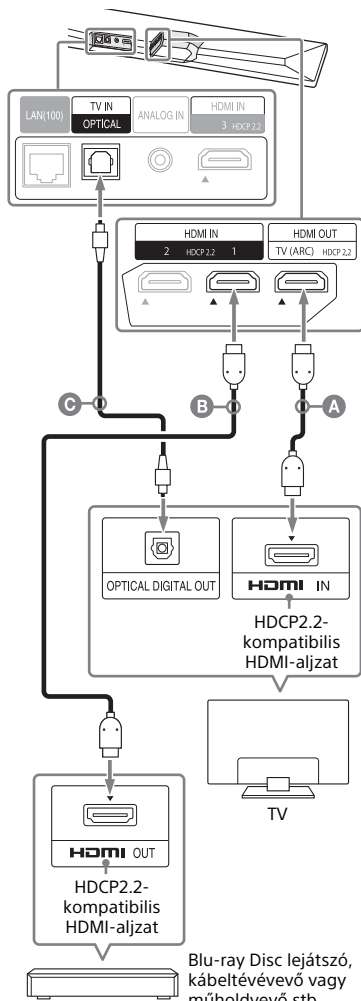 LAN(100)
TV IN
OPTICAL
ANALOG IN
HDMI IN
3 HDCP 2.2
HDMI IN
2 HDCP 2.2 1
HDMI OUT
TV (ARC) HDCP 2.2
C
B
A
OPTICAL DIGITAL OUT
HDMI IN
HDCP2.2-
kompatibilis
HDMI-aljzat
TV
HDMI OUT
HDCP2.2-
kompatibilis
HDMI-aljzat
Blu-ray Disc lejátszó,
kábeltévévevő vagy
műholdvevő stb.